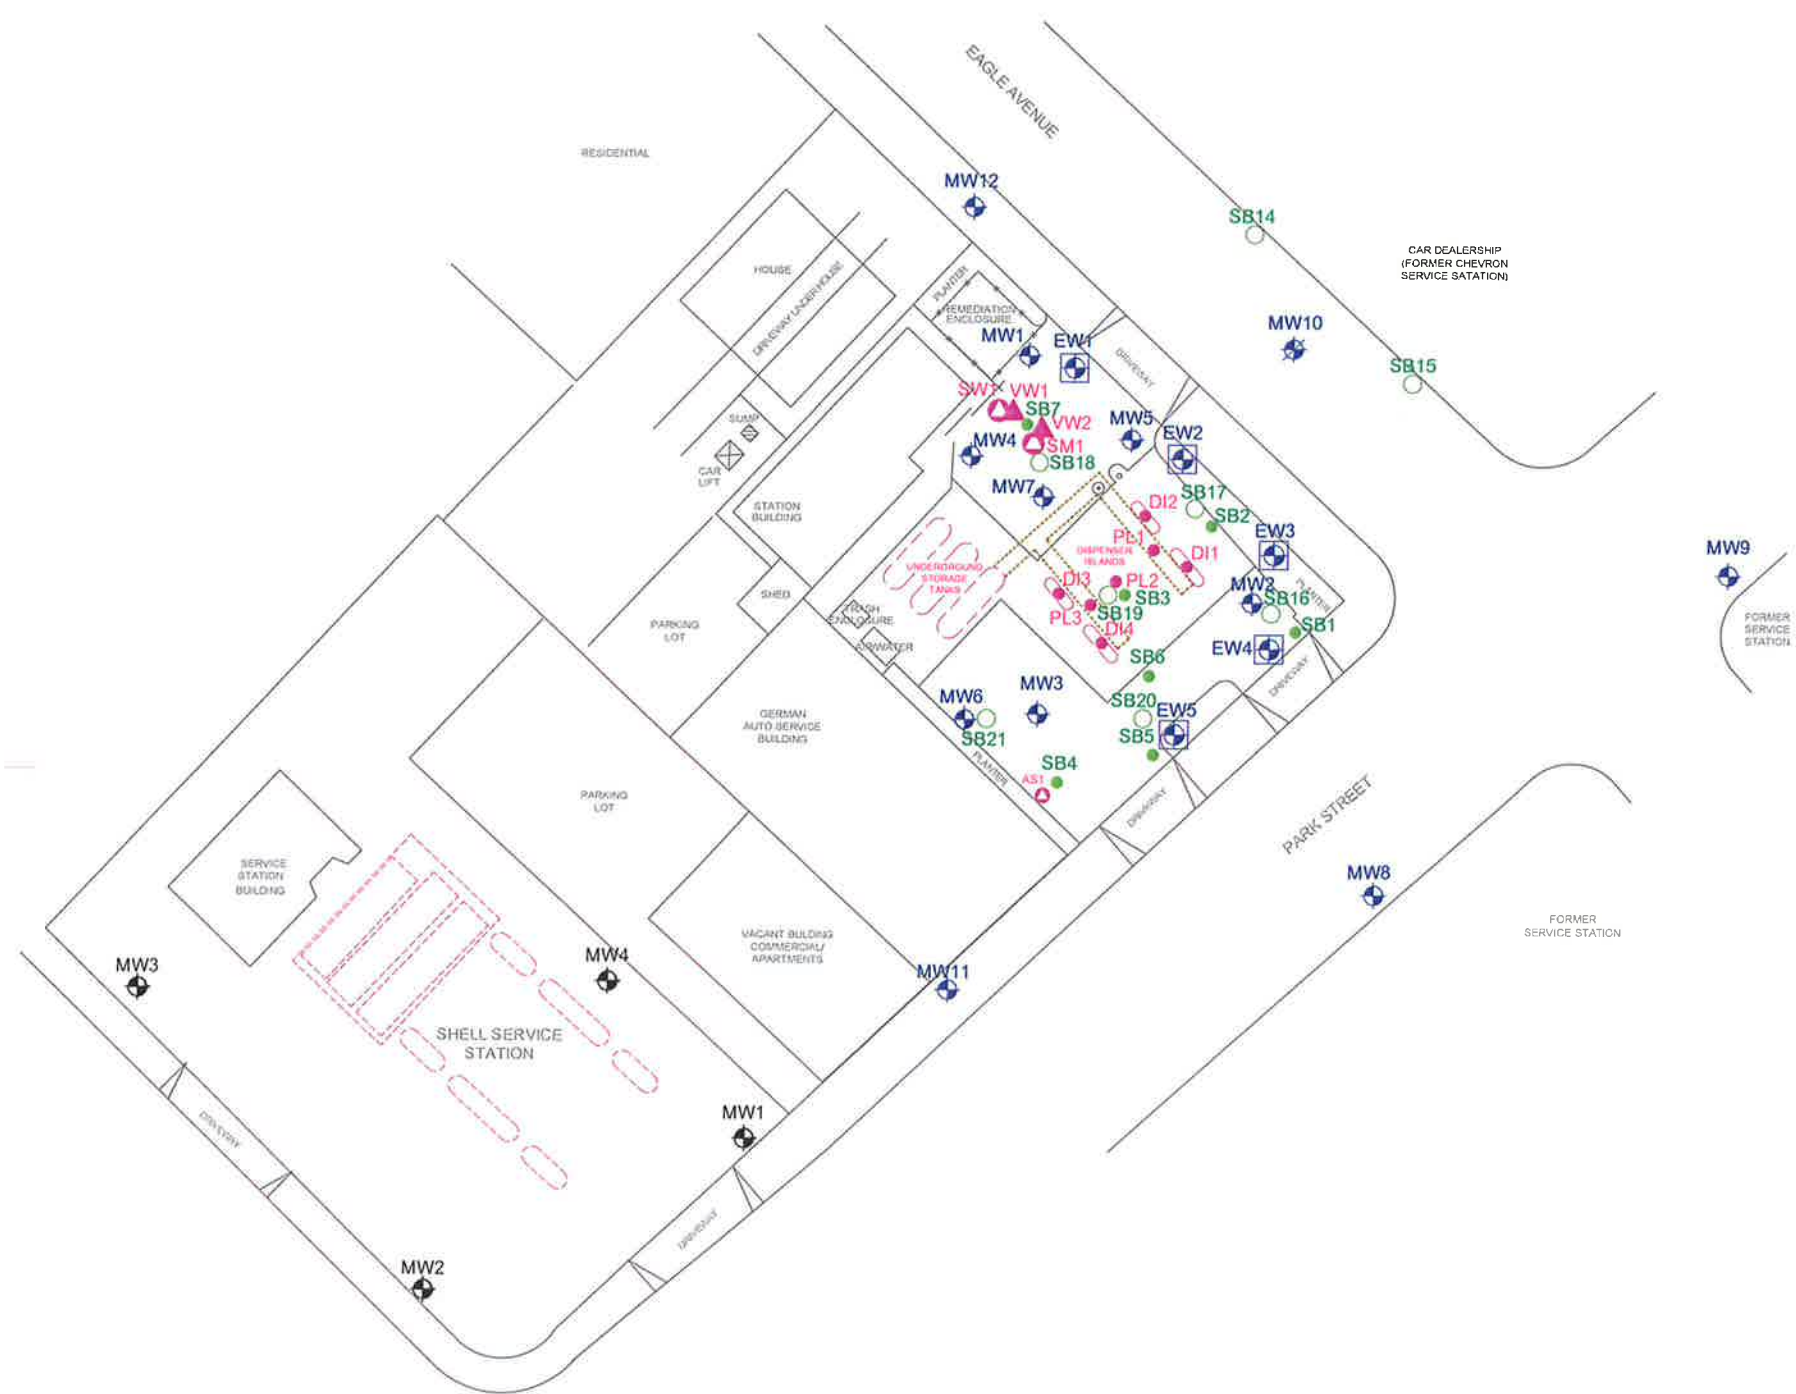 EAGLE AVENUE
RESIDENTIAL
MW12
SB14
CAR DEALERSHIP
(FORMER CHEVRON
SERVICE SATATION)
HOUSE
DRIVEWAY UNDER HOUSE
PLANTER
REMEDIATION
ENCLOSURE
MW1
EW1
DRIVEWAY
MW10
SB15
SW1
VW1
SB7
VW2
SM1
SB18
MW4
MW5
EW2
SUMP
CAR
LIFT
STATION
BUILDING
MW7
DI2
SB17
SB2
PL1
DISPENSER
ISLANDS
DI1
EW3
MW9
UNDERGROUND
STORAGE
TANKS
DI3
PL2
SB3
SB19
PL3
DI4
MW2
SB16
PLANTER
SB1
EW4
SHED
TRASH
ENCLOSURE
AIR/WATER
PARKING
LOT
FORMER
SERVICE
STATION
SB6
DRIVEWAY
MW6
MW3
SB20
EW5
SB21
SB5
GERMAN
AUTO SERVICE
BUILDING
PLANTER
SB4
AS1
PARKING
LOT
DRIVEWAY
PARK STREET
SERVICE
STATION
BUILDING
MW8
FORMER
SERVICE STATION
VACANT BULDING
COMMERCIAL/
APARTMENTS
MW3
MW4
MW11
SHELL SERVICE
STATION
MW1
DRIVEWAY
DRIVEWAY
MW2